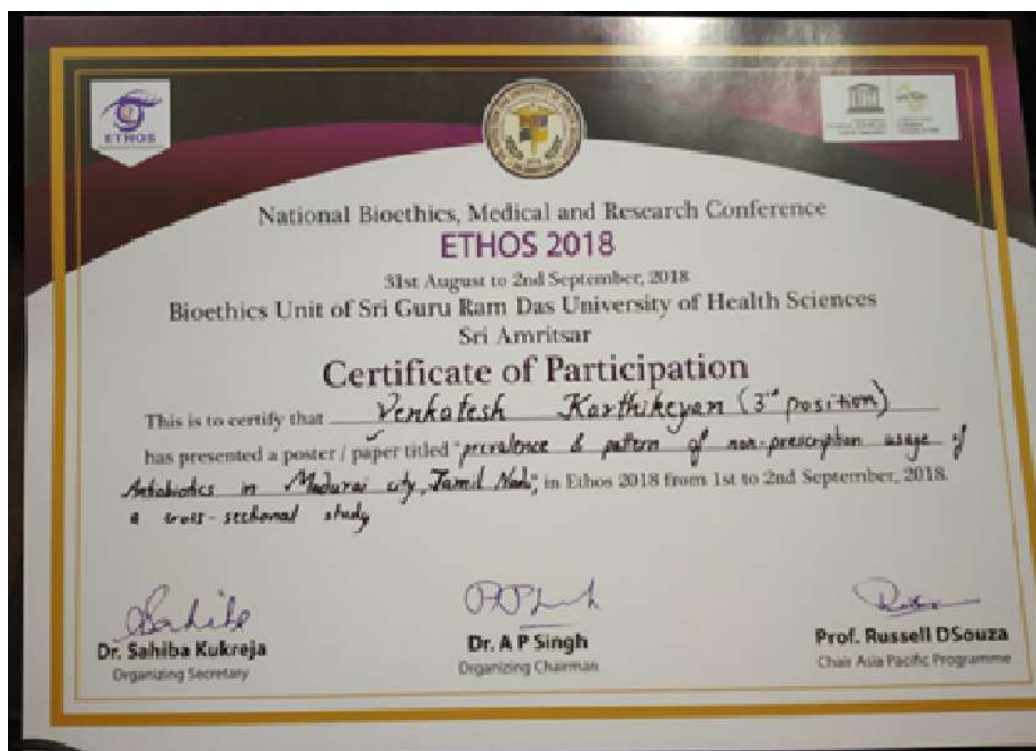 ETHOS
National Bioethics, Medical and Research Conference
ETHOS 2018
31st August to 2nd September, 2018
Bioethics Unit of Sri Guru Ram Das University of Health Sciences
Sri Amritsar
Certificate of Participation
This is to certify that Venkatesh Karthikeyan (3rd position)
has presented a poster / paper titled "prevalence & pattern of non-prescription usage of
in Madurai city, Tamil Nadu", in Ethos 2018 from 1st to 2nd September, 2018.
a cross-sectional study
Dr. Sahiba Kukreja
Organizing Secretary
Dr. A P Singh
Organizing Chairman
Prof. Russell DSouza
Chair Asia Pacific Programme